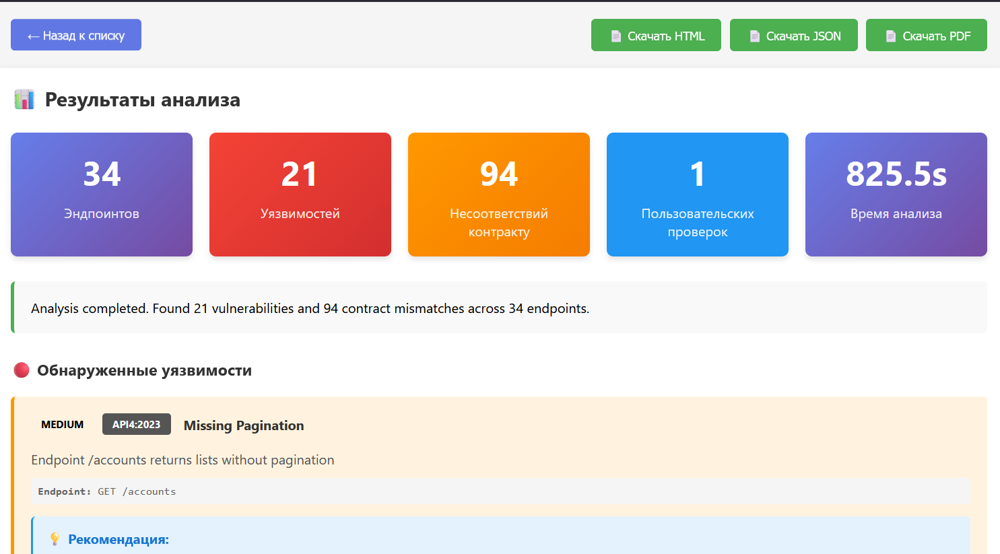 ← Назад к списку
Скачать HTML
Скачать JSON
Скачать PDF
Результаты анализа
34
Эндпоинтов
21
Уязвимостей
94
Несоответствий
контракту
1
Пользовательских
проверок
825.5s
Время анализа
Analysis completed. Found 21 vulnerabilities and 94 contract mismatches across 34 endpoints.
Обнаруженные уязвимости
MEDIUM API4:2023 Missing Pagination
Endpoint /accounts returns lists without pagination
Endpoint: GET /accounts
Рекомендация: